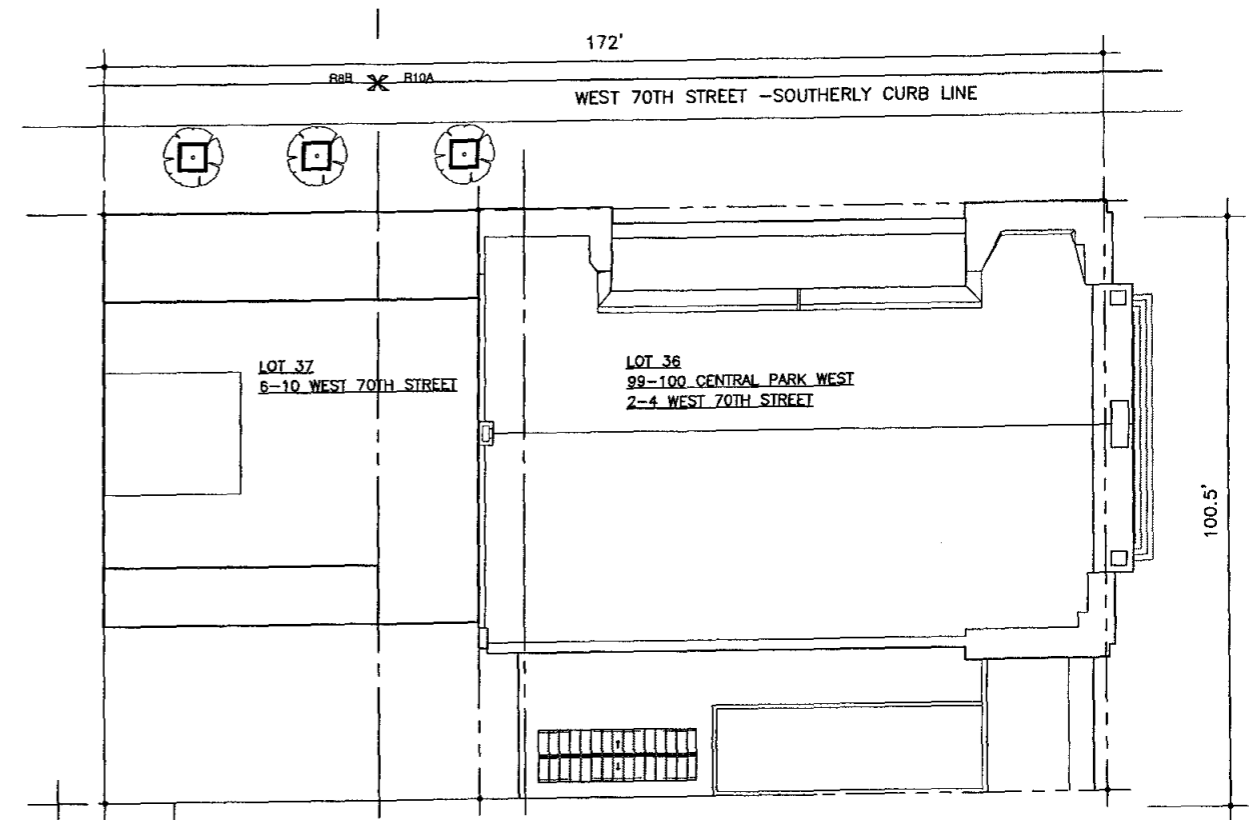 172'
R8B R10A
WEST 70TH STREET -SOUTHERLY CURB LINE
LOT 37
6-10 WEST 70TH STREET
LOT 36
99-100 CENTRAL PARK WEST
2-4 WEST 70TH STREET
100.5'